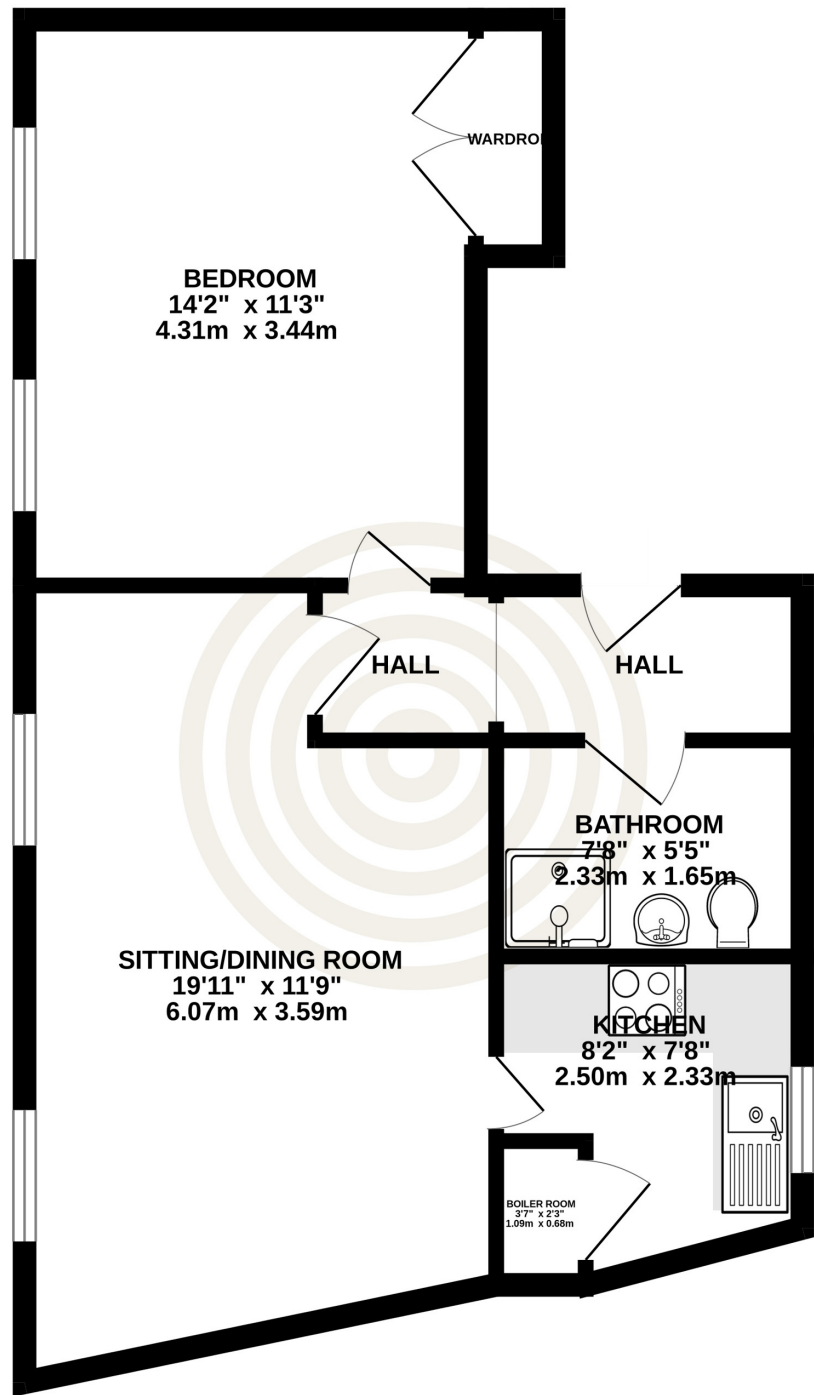 WARDRO
BEDROOM
14'2" x 11'3"
4.31m x 3.44m
HALL
HALL
BATHROOM
7'8" x 5'5"
2.33m x 1.65m
SITTING/DINING ROOM
19'11" x 11'9"
6.07m x 3.59m
KITCHEN
8'2" x 7'8"
2.50m x 2.33m
BOILER ROOM
3'7" x 2'3"
1.09m x 0.68m